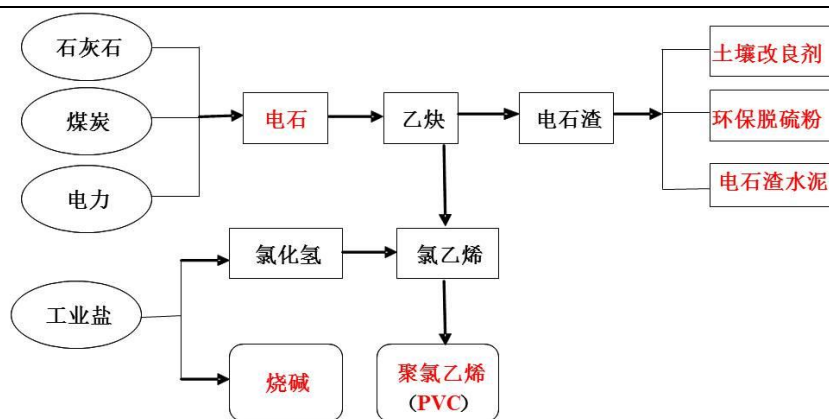 石灰石
煤炭
电力
电石
乙炔
电石渣
土壤改良剂
环保脱硫粉
电石渣水泥
工业盐
氯化氢
氯乙烯
烧碱
聚氯乙烯
（PVC）